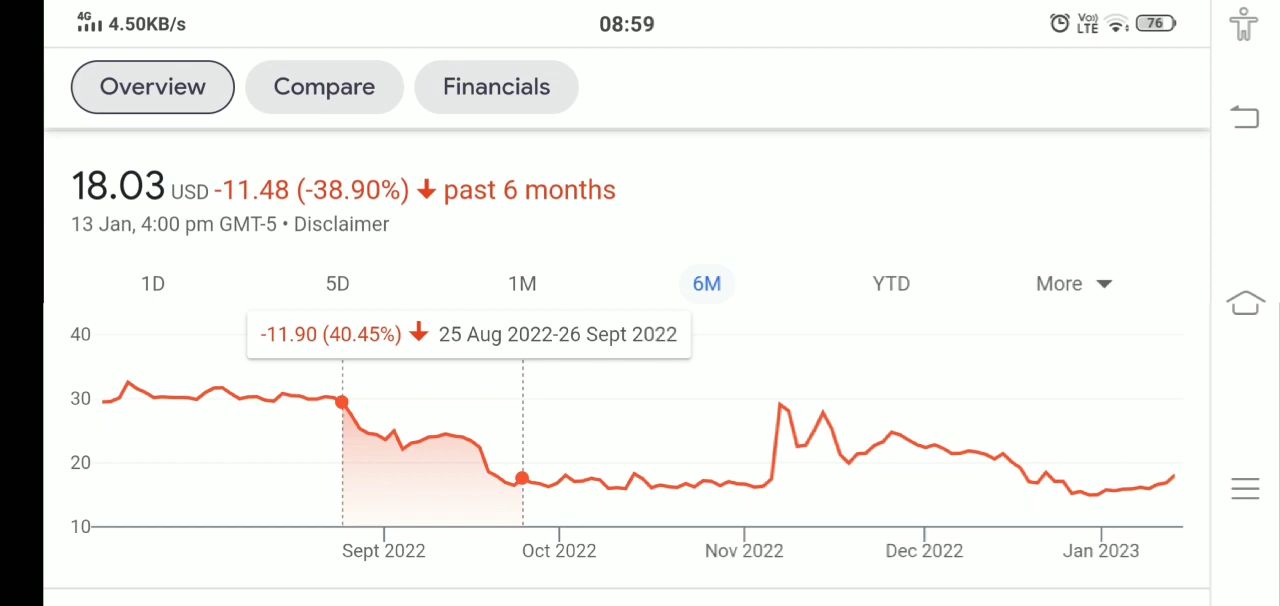 4G 4.50KB/s 08:59 Vo)) LTE 76
Overview Compare Financials
18.03 USD -11.48 (-38.90%) past 6 months
13 Jan, 4:00 pm GMT-5 • Disclaimer
1D 5D 1M 6M YTD More
-11.90 (40.45%) 25 Aug 2022-26 Sept 2022
40
30
20
10
Sept 2022 Oct 2022 Nov 2022 Dec 2022 Jan 2023